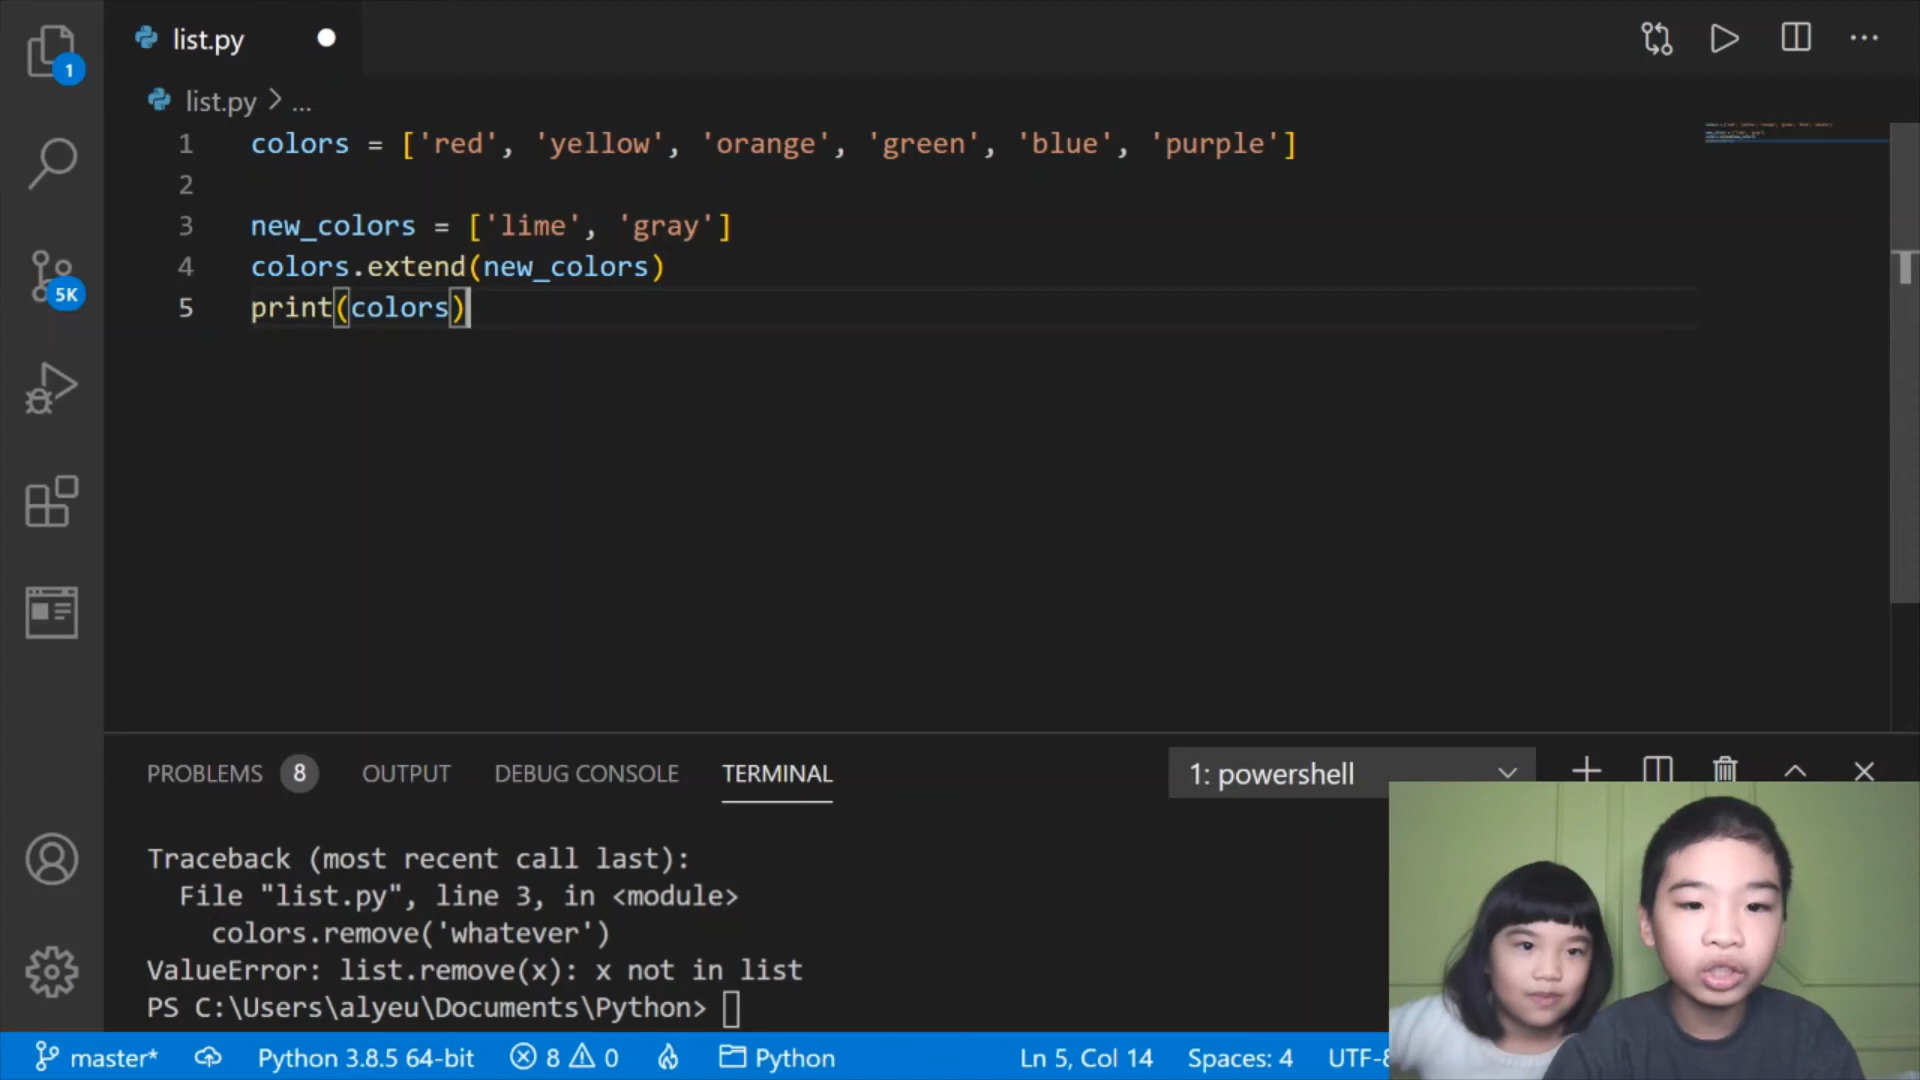 1
list.py
list.py > ...
1 colors = ['red', 'yellow', 'orange', 'green', 'blue', 'purple']
2
3 new_colors = ['lime', 'gray']
4 colors.extend(new_colors)
5 print(colors)
5K
PROBLEMS 8 OUTPUT DEBUG CONSOLE TERMINAL 1: powershell
Traceback (most recent call last):
File "list.py", line 3, in <module>
colors.remove('whatever')
ValueError: list.remove(x): x not in list
PS C:\Users\alyeu\Documents\Python>
master* Python 3.8.5 64-bit 8 0 Python Ln 5, Col 14 Spaces: 4 UTF-8